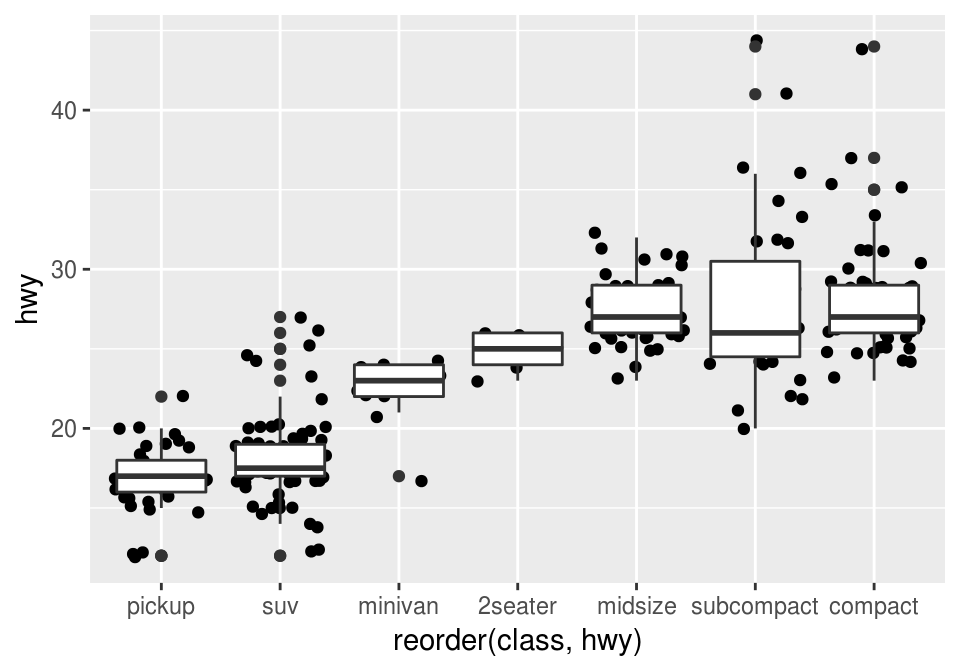 hwy
40
30
20
pickup suv minivan 2seater midsize subcompact compact
reorder(class, hwy)